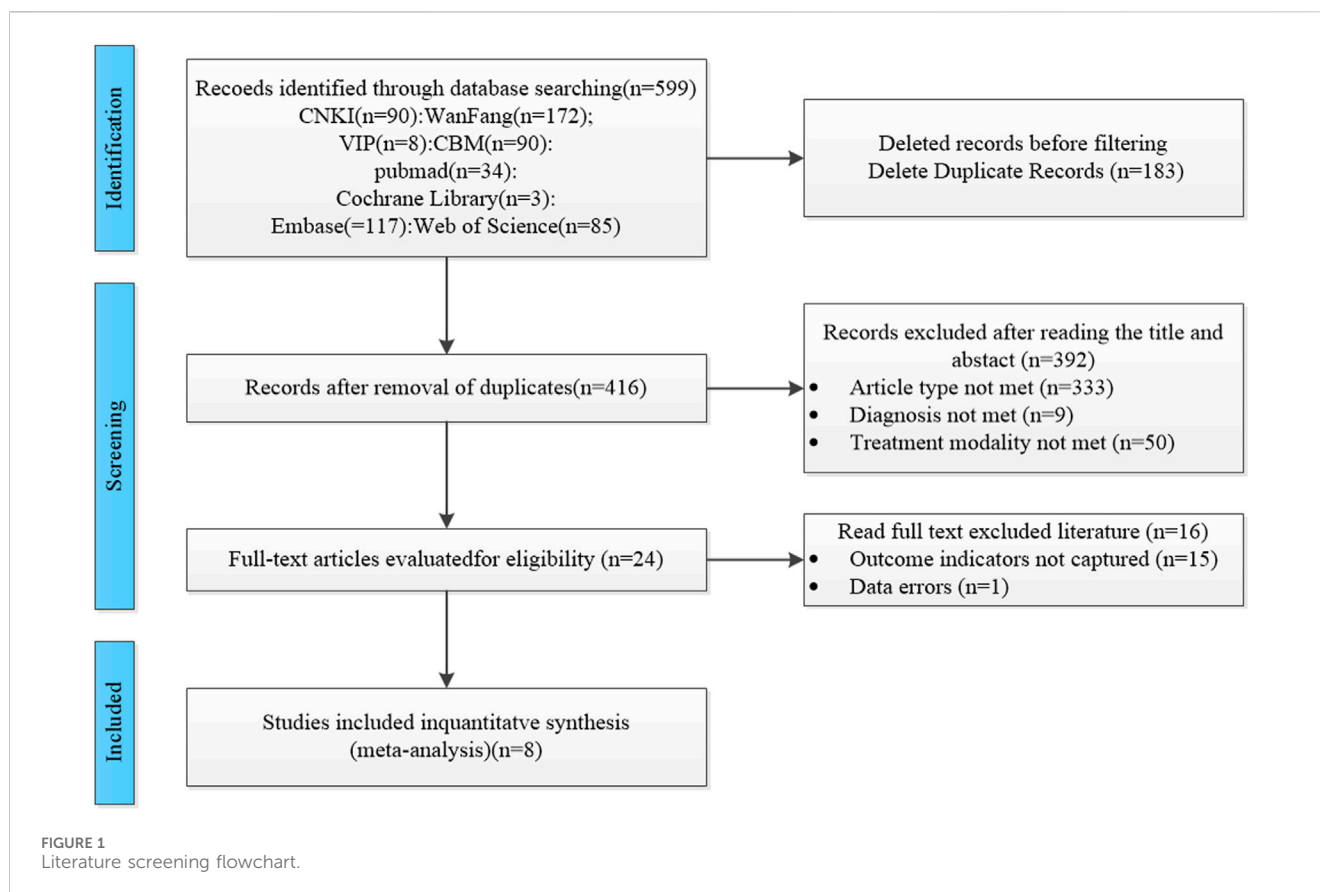 Identification
Recoeds identified through database searching(n=599)
CNKI(n=90):WanFang(n=172);
VIP(n=8):CBM(n=90):
pubmad(n=34):
Cochrane Library(n=3):
Embase(=117):Web of Science(n=85)
Deleted records before filtering
Delete Duplicate Records (n=183)
Screening
Records after removal of duplicates(n=416)
Records excluded after reading the title and
abstact (n=392)
• Article type not met (n=333)
• Diagnosis not met (n=9)
• Treatment modality not met (n=50)
Full-text articles evaluatedfor eligibility (n=24)
Read full text excluded literature (n=16)
• Outcome indicators not captured (n=15)
• Data errors (n=1)
Included
Studies included inquantitatve synthesis
(meta-analysis)(n=8)
FIGURE 1
Literature screening flowchart.